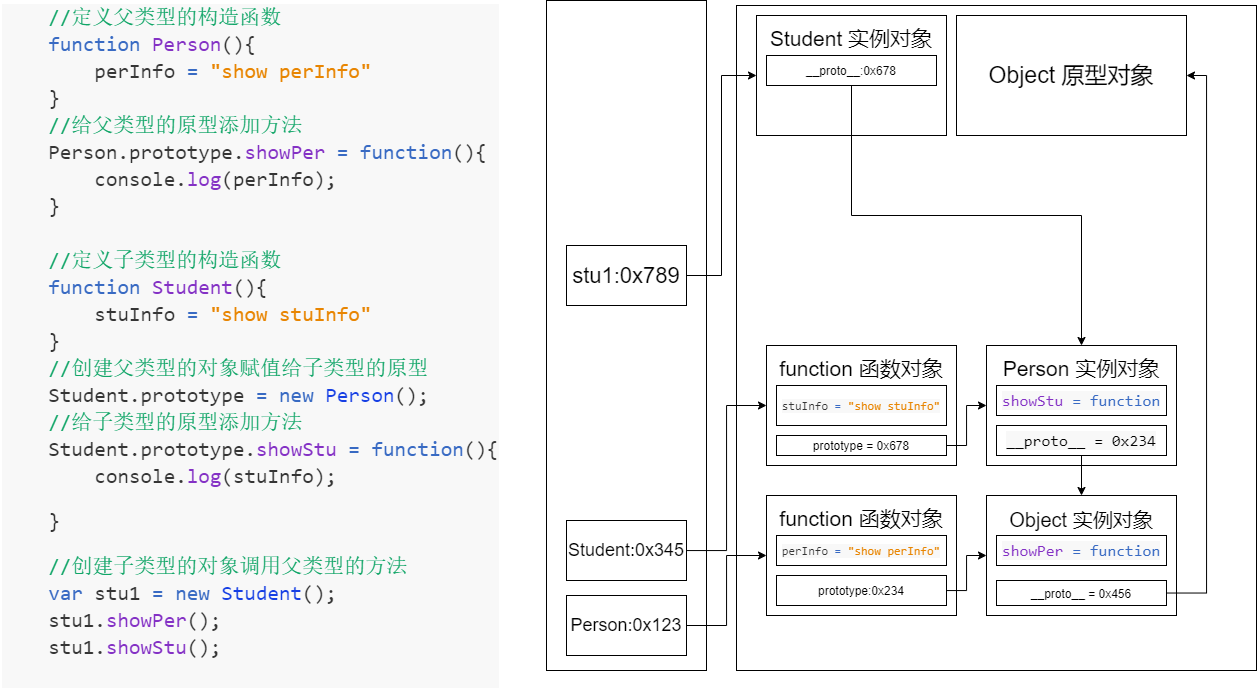 //定义父类型的构造函数
function Person(){
    perInfo = "show perInfo"
}
//给父类型的原型添加方法
Person.prototype.showPer = function(){
    console.log(perInfo);
}
//定义子类型的构造函数
function Student(){
    stuInfo = "show stuInfo"
}
//创建父类型的对象赋值给子类型的原型
Student.prototype = new Person();
//给子类型的原型添加方法
Student.prototype.showStu = function(){
    console.log(stuInfo);
}
//创建子类型的对象调用父类型的方法
var stu1 = new Student();
stu1.showPer();
stu1.showStu();
stu1:0x789
Student:0x345
Person:0x123
Student 实例对象
__proto__:0x678
Object 原型对象
function 函数对象
stuInfo = "show stuInfo"
prototype = 0x678
Person 实例对象
showStu = function
__proto__ = 0x234
function 函数对象
perInfo = "show perInfo"
prototype:0x234
Object 实例对象
showPer = function
__proto__ = 0x456